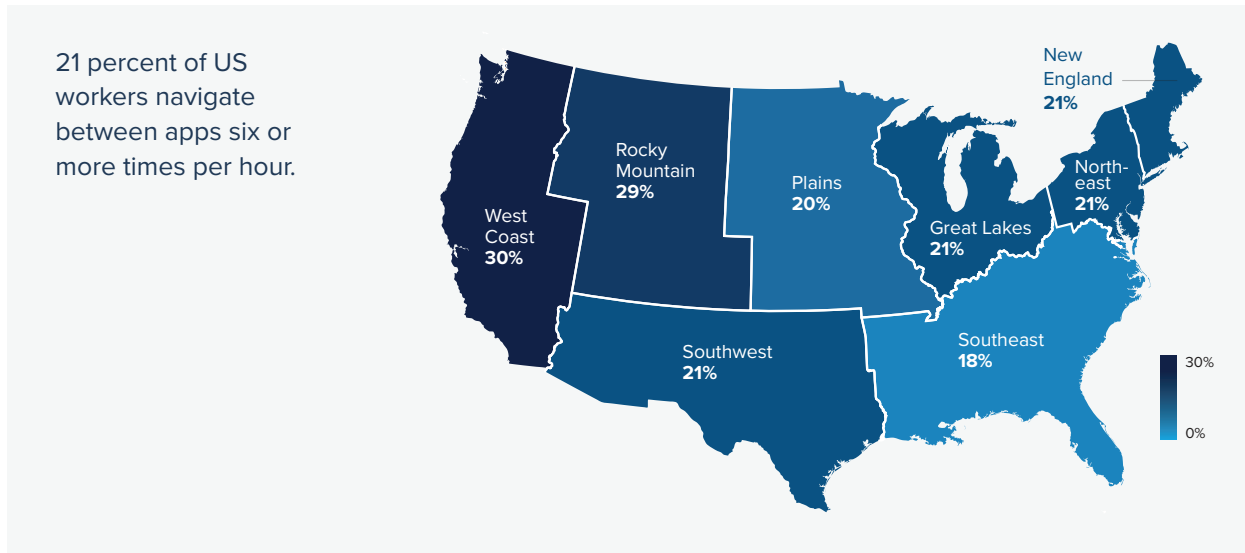 21 percent of US
workers navigate
between apps six or
more times per hour.
New
England
21%
Rocky
Mountain
29%
North-
east
21%
Plains
20%
West
Coast
30%
Great Lakes
21%
Southeast
18%
Southwest
21%
30%
0%